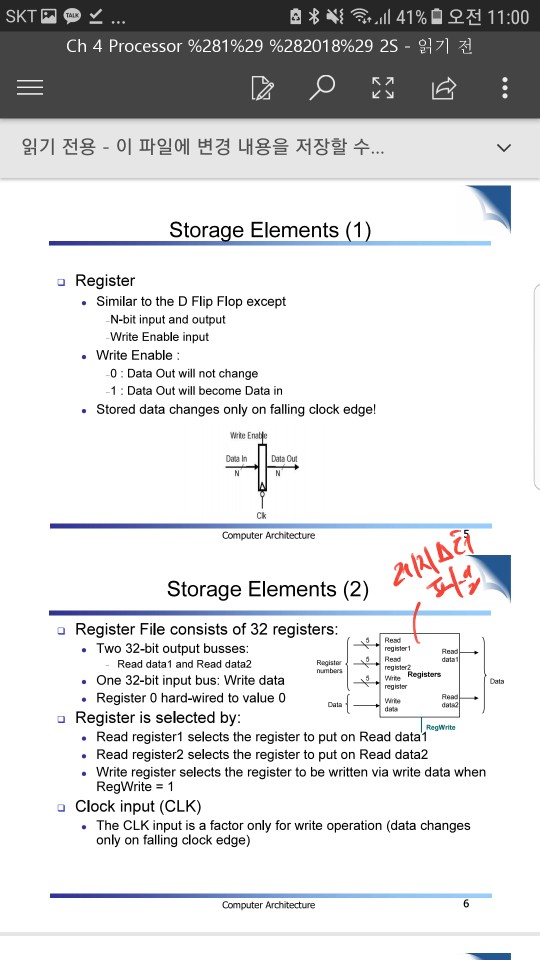 SKT TALK ... 41% 오전 11:00
Ch 4 Processor %281%29 %282018%29 2S - 읽기 전
읽기 전용 - 이 파일에 변경 내용을 저장할 수...
Storage Elements (1)
Register
Similar to the D Flip Flop except
-N-bit input and output
-Write Enable input
Write Enable :
-0 : Data Out will not change
-1 : Data Out will become Data in
Stored data changes only on falling clock edge!
Write Enable
Data In Data Out
N N
Clk
Computer Architecture 5
레지스터
파일
Storage Elements (2)
Register File consists of 32 registers:
Two 32-bit output busses:
- Read data1 and Read data2
One 32-bit input bus: Write data
Register 0 hard-wired to value 0
Register numbers
5 Read register1
5 Read register2
5 Write register
Data Write data
Registers
Read data1
Read data2
Data
RegWrite
Register is selected by:
Read register1 selects the register to put on Read data1
Read register2 selects the register to put on Read data2
Write register selects the register to be written via write data when
RegWrite = 1
Clock input (CLK)
The CLK input is a factor only for write operation (data changes
only on falling clock edge)
Computer Architecture 6